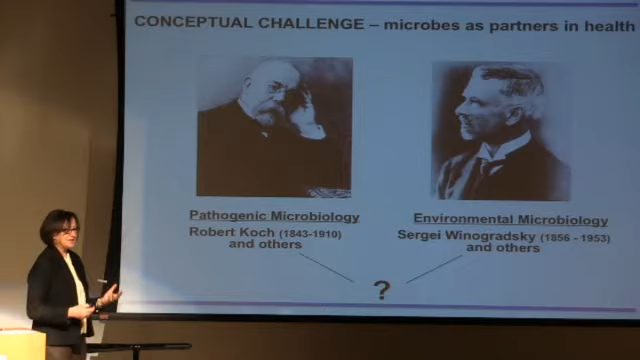 CONCEPTUAL CHALLENGE – microbes as partners in health
Pathogenic Microbiology
Robert Koch (1843-1910)
and others
Environmental Microbiology
Sergei Winogradsky (1856 - 1953)
and others
?